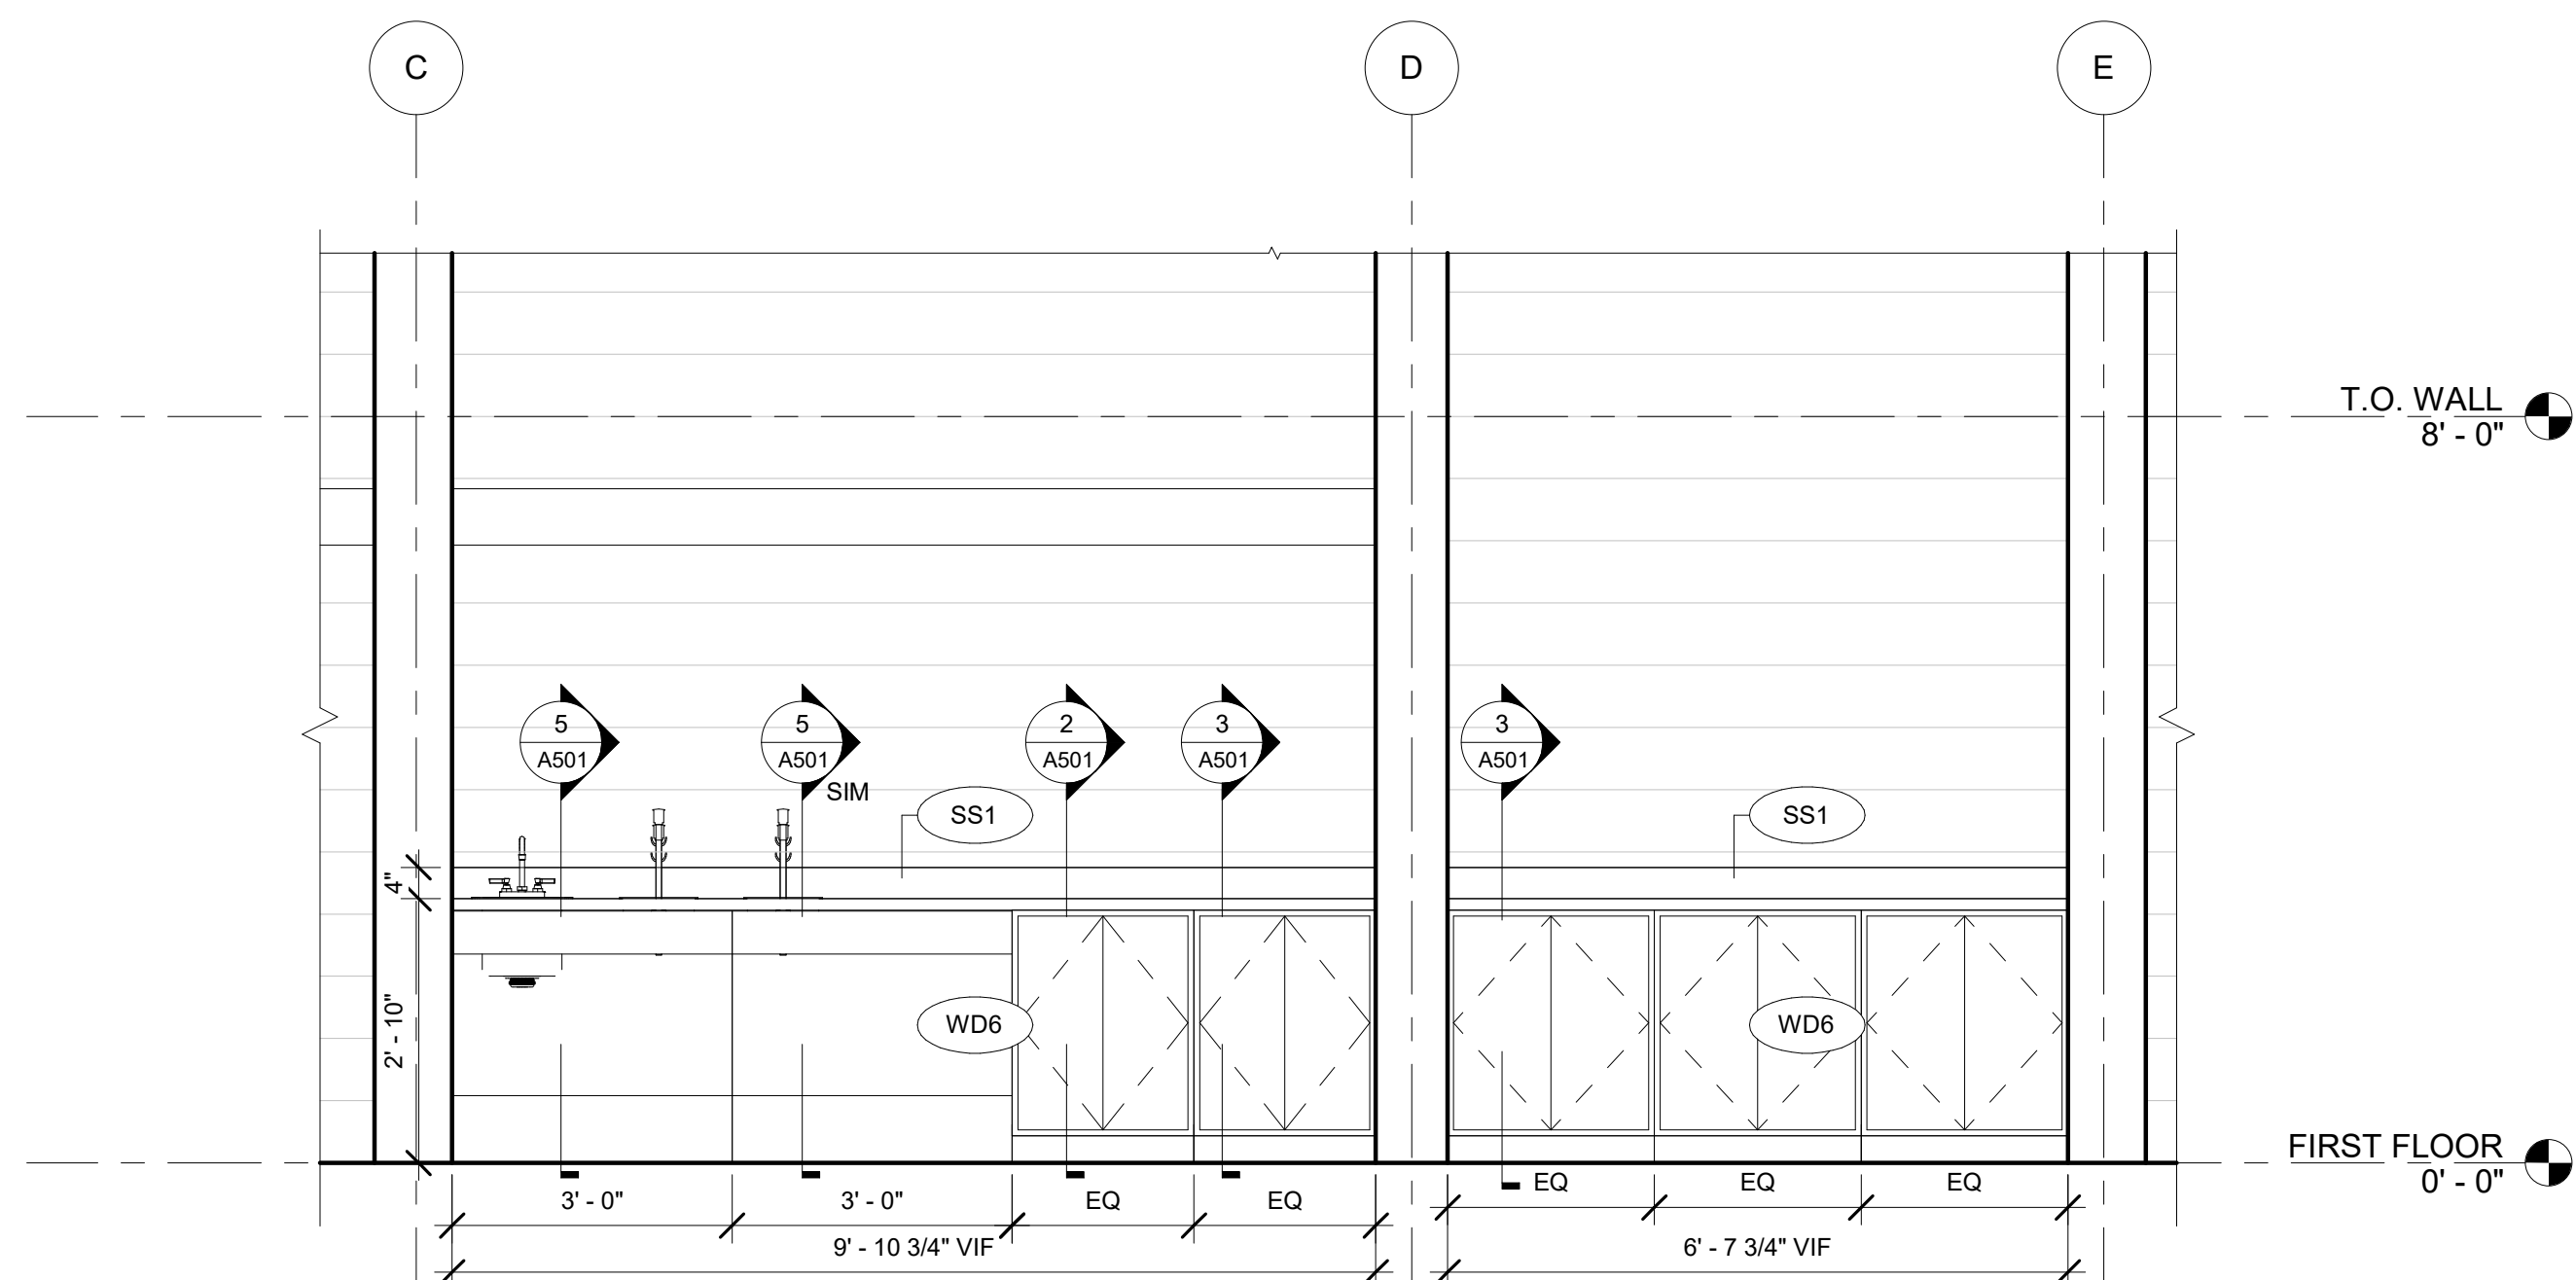 C
D
E
T.O. WALL
8' - 0"
5
A501
5
A501
SIM
2
A501
3
A501
3
A501
SS1
SS1
4"
2' - 10"
WD6
WD6
FIRST FLOOR
0' - 0"
3' - 0"
3' - 0"
EQ
EQ
EQ
EQ
EQ
9' - 10 3/4" VIF
6' - 7 3/4" VIF